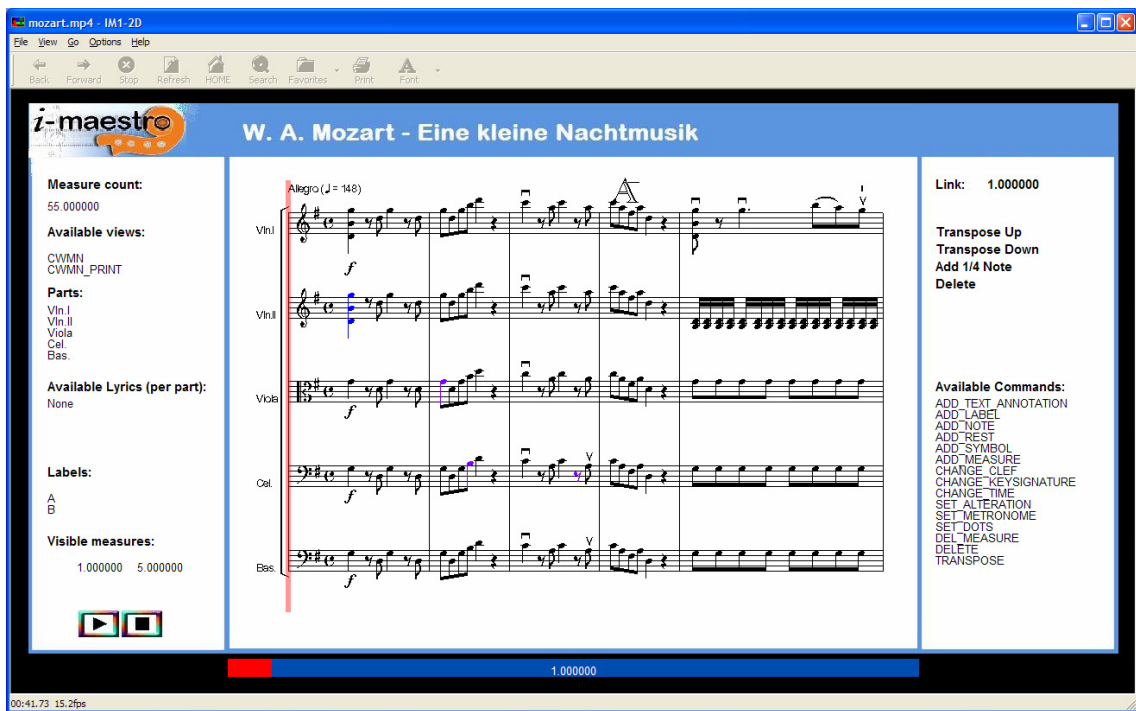 mozart.mp4 - IM1-2D
File View Go Options Help
Back Forward Stop Refresh HOME Search Favorites Print Font
i-maestro
W. A. Mozart - Eine kleine Nachtmusik
Measure count:
55.000000
Available views:
CWMN
CWMN_PRINT
Parts:
Vln.I
Vln.II
Viola
Cel.
Bas.
Available Lyrics (per part):
None
Labels:
A
B
Visible measures:
1.000000 5.000000
Allegro (♩= 148)
A
Vln.I
f
Vln.II
Viola
f
Cel.
f
Bas.
f
Link: 1.000000
Transpose Up
Transpose Down
Add 1/4 Note
Delete
Available Commands:
ADD_TEXT_ANNOTATION
ADD_LABEL
ADD_NOTE
ADD_REST
ADD_SYMBOL
ADD_MEASURE
CHANGE_CLEF
CHANGE_KEYSIGNATURE
CHANGE_TIME
SET_ALTERATION
SET_METRONOME
SET_DOTS
DEL_MEASURE
DELETE
TRANSPOSE
1.000000
00:41.73 15.2fps